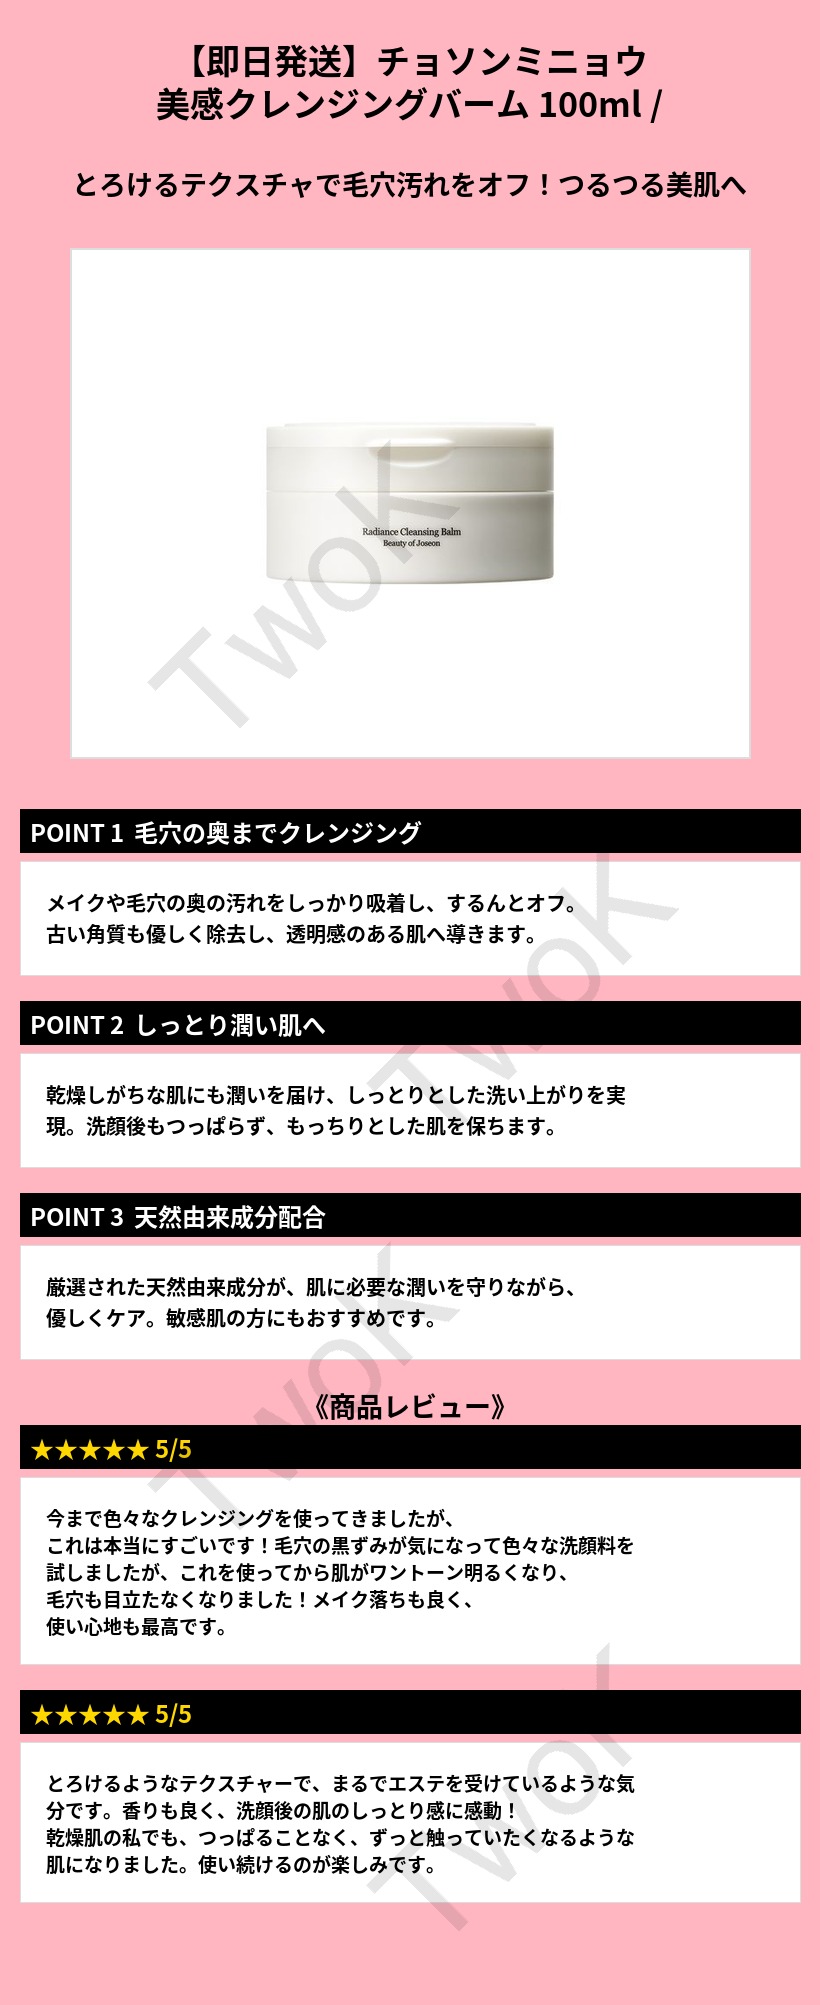 【即日発送】チョソンミニョウ
美感クレンジングバーム 100ml /
とろけるテクスチャで毛穴汚れをオフ！つるつる美肌へ
Radiance Cleansing Balm
Beauty of Joseon
TwoK
POINT 1 毛穴の奥までクレンジング
メイクや毛穴の奥の汚れをしっかり吸着し、するんとオフ。
古い角質も優しく除去し、透明感のある肌へ導きます。
TwoK
POINT 2 しっとり潤い肌へ
乾燥しがちな肌にも潤いを届け、しっとりとした洗い上がりを実
現。洗顔後もつっぱらず、もっちりとした肌を保ちます。
POINT 3 天然由来成分配合
厳選された天然由来成分が、肌に必要な潤いを守りながら、
優しくケア。敏感肌の方にもおすすめです。
TwoK
《商品レビュー》
★★★★★ 5/5
今まで色々なクレンジングを使ってきましたが、
これは本当にすごいです！毛穴の黒ずみが気になって色々な洗顔料を
試しましたが、これを使ってから肌がワントーン明るくなり、
毛穴も目立たなくなりました！メイク落ちも良く、
使い心地も最高です。
★★★★★ 5/5
とろけるようなテクスチャーで、まるでエステを受けているような気
分です。香りも良く、洗顔後の肌のしっとり感に感動！
乾燥肌の私でも、つっぱることなく、ずっと触っていたくなるような
肌になりました。使い続けるのが楽しみです。
TwoK